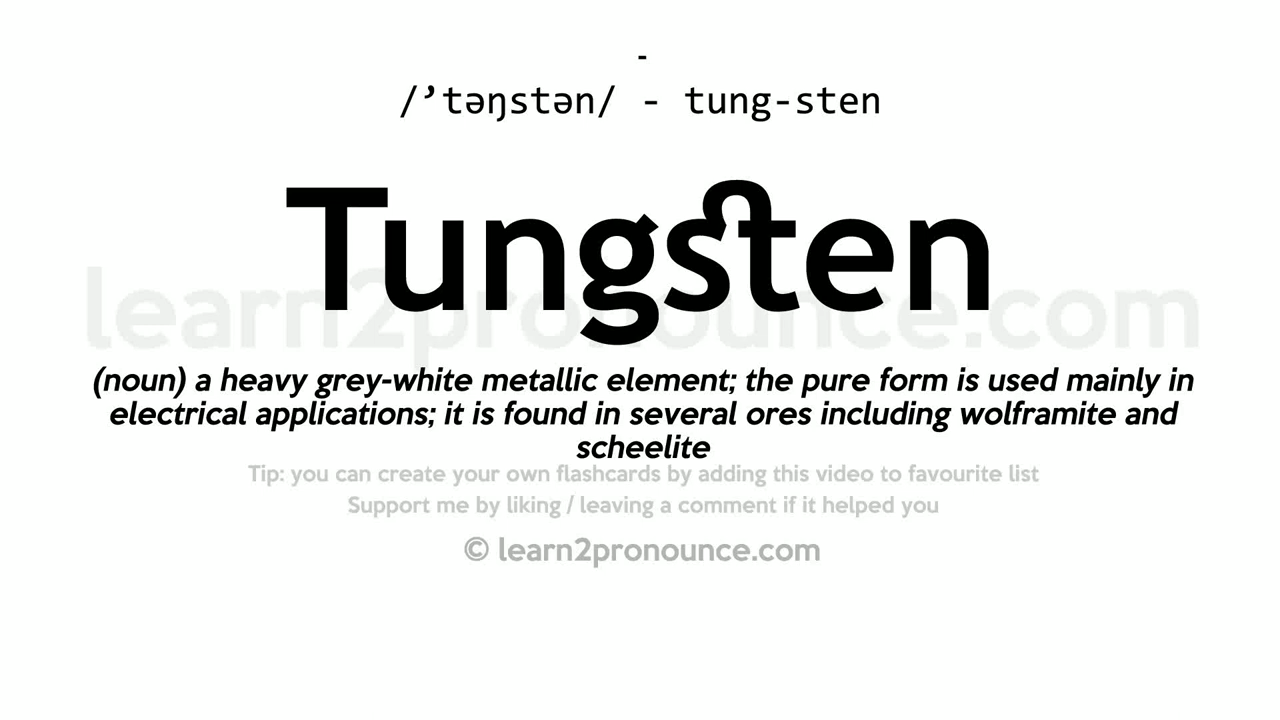 -
/’təŋstən/ - tung-sten
Tungsten
learn2pronounce.com
(noun) a heavy grey-white metallic element; the pure form is used mainly in
electrical applications; it is found in several ores including wolframite and
scheelite
Tip: you can create your own flashcards by adding this video to favourite list
Support me by liking / leaving a comment if it helped you
© learn2pronounce.com